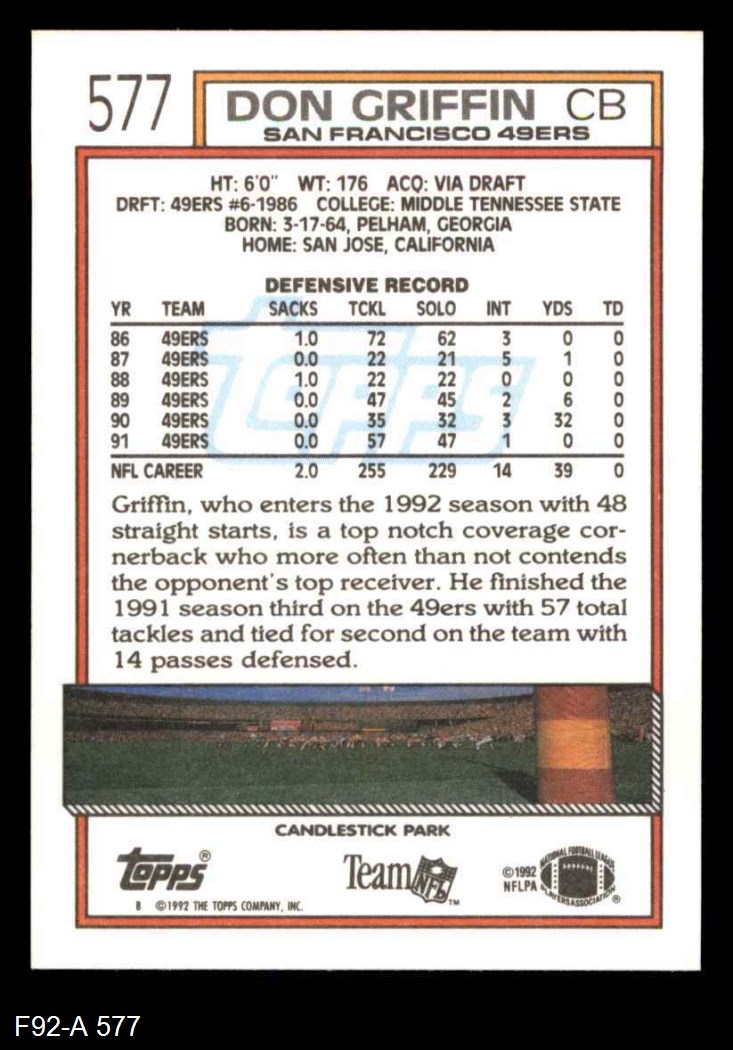 577
DON GRIFFIN CB
SAN FRANCISCO 49ERS
HT: 6'0" WT: 176 ACQ: VIA DRAFT
DRFT: 49ERS #6-1986 COLLEGE: MIDDLE TENNESSEE STATE
BORN: 3-17-64, PELHAM, GEORGIA
HOME: SAN JOSE, CALIFORNIA
DEFENSIVE RECORD
YR TEAM SACKS TCKL SOLO INT YDS TD
86 49ERS 1.0 72 62 3 0 0
87 49ERS 0.0 22 21 5 1 0
88 49ERS 1.0 22 22 0 0 0
89 49ERS 0.0 47 45 2 6 0
90 49ERS 0.0 35 32 3 32 0
91 49ERS 0.0 57 47 1 0 0
NFL CAREER 2.0 255 229 14 39 0
TOPPS
Griffin, who enters the 1992 season with 48
straight starts, is a top notch coverage cor-
nerback who more often than not contends
the opponent's top receiver. He finished the
1991 season third on the 49ers with 57 total
tackles and tied for second on the team with
14 passes defensed.
CANDLESTICK PARK
TOPPS®
Team NFL™
©1992
NFLPA
NATIONAL FOOTBALL LEAGUE
PLAYERS ASSOCIATION
®
B ©1992 THE TOPPS COMPANY, INC.
F92-A 577